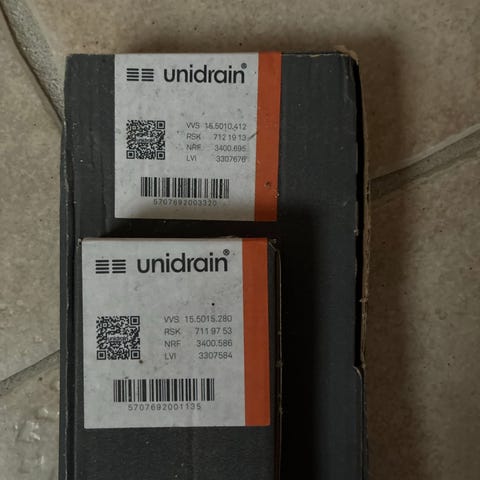 unidrain®
VVS 15.5010.412
RSK 712 19 13
NRF 3400.695
LVI 3307676
5707692003320
unidrain®
VVS 15.5015.280
RSK 711 97 53
NRF 3400.586
LVI 3307584
5707692001135